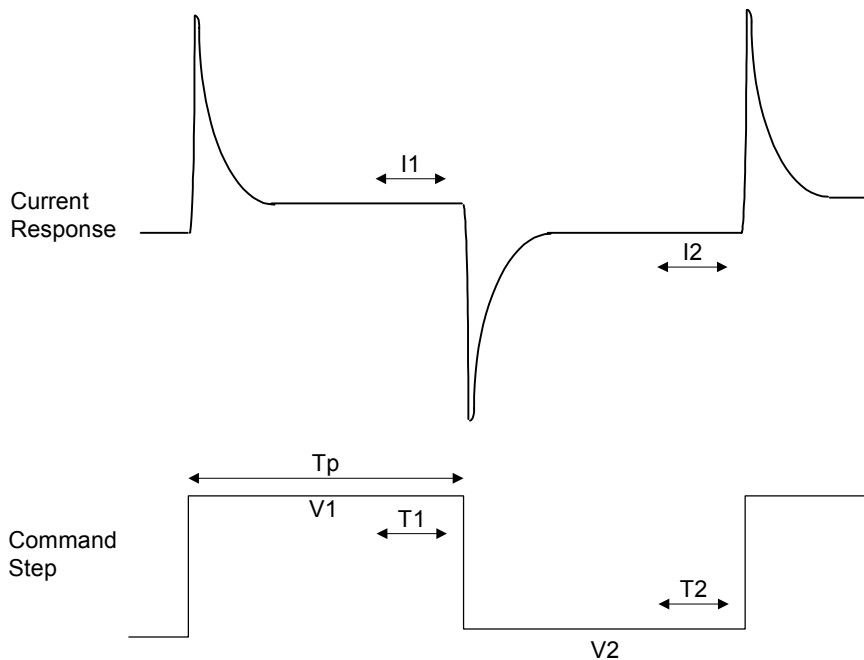 I1
Current
Response
I2
Tp
V1
T1
Command
Step
T2
V2